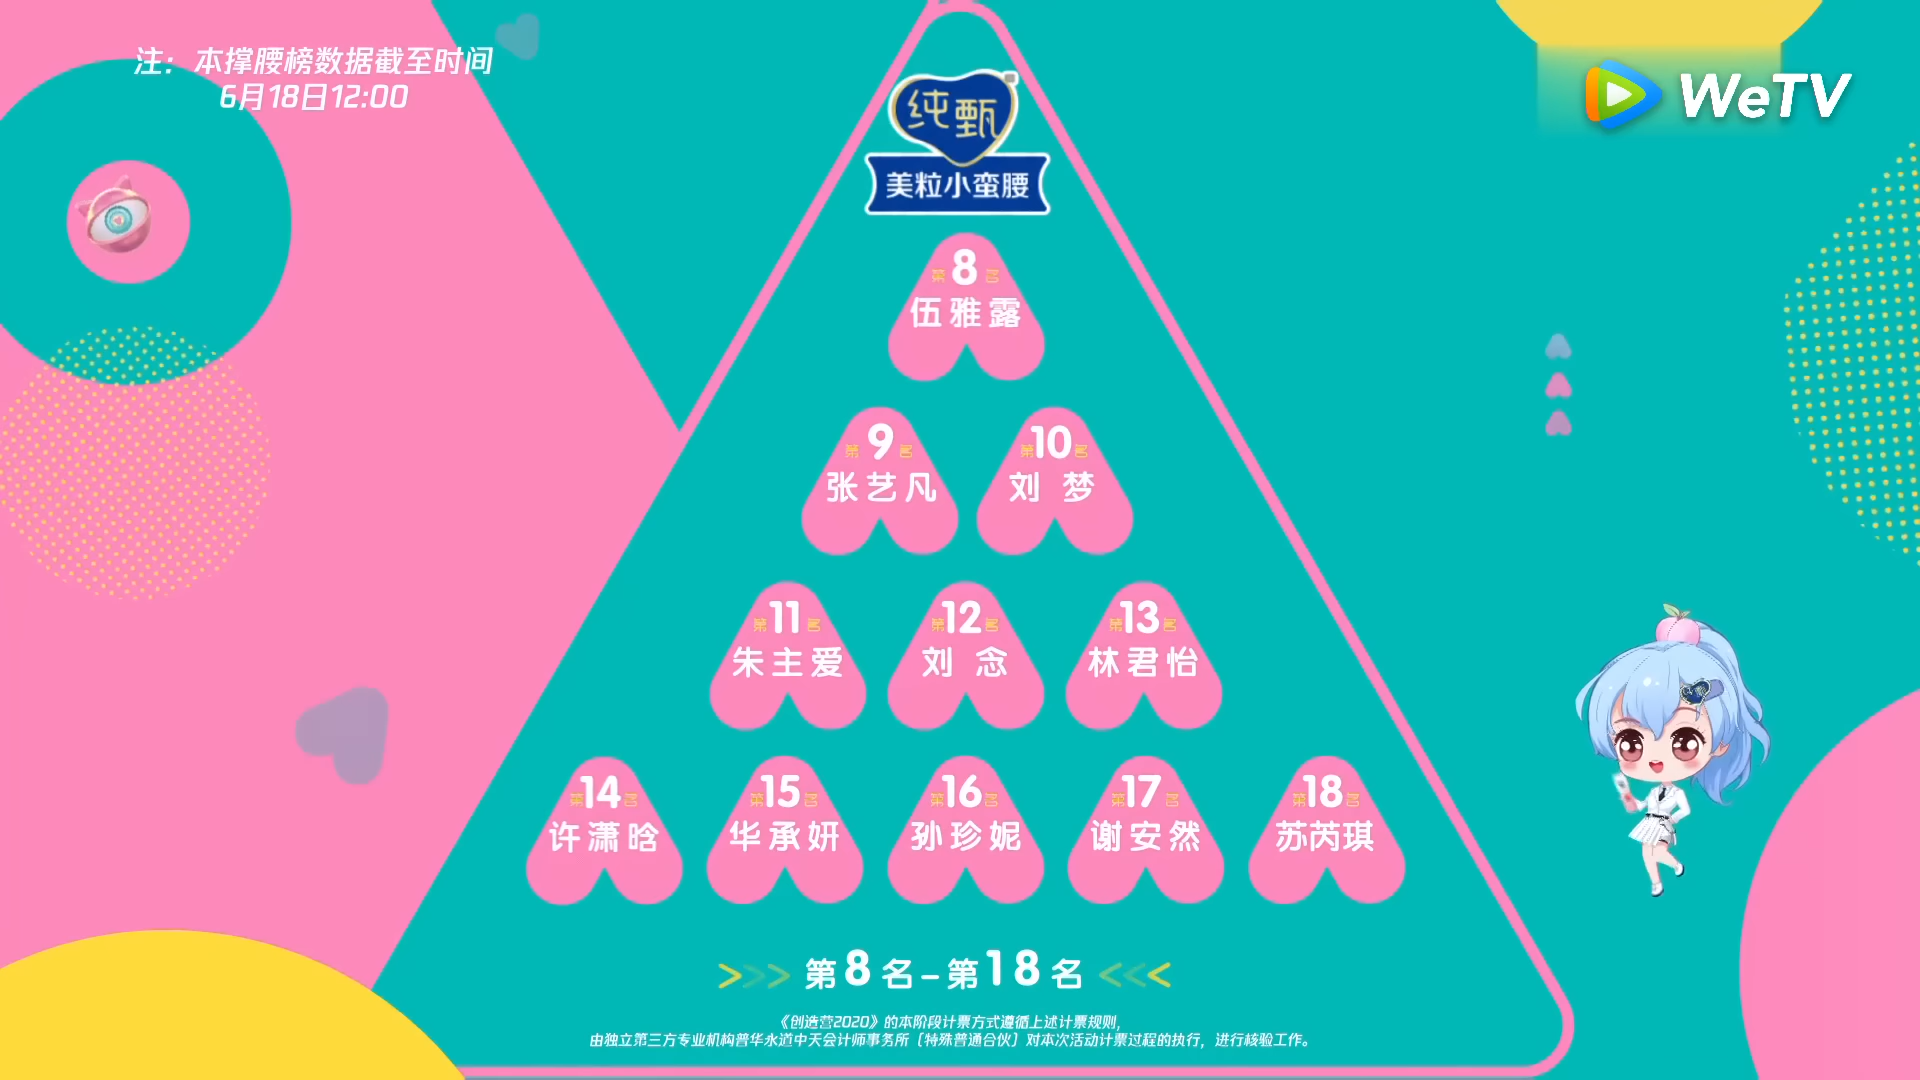 注：本撑腰榜数据截至时间
6月18日12:00
WeTV
纯甄
美粒小蛮腰
第8名
伍雅露
第9名 第10名
张艺凡 刘梦
第11名 第12名 第13名
朱主爱 刘念 林君怡
第14名 第15名 第16名 第17名 第18名
许潇晗 华承妍 孙珍妮 谢安然 苏芮琪
>>>> 第8名–第18名 <<<
《创造营2020》的本阶段计票方式遵循上述计票规则，
由独立第三方专业机构普华永道中天会计师事务所〔特殊普通合伙〕对本次活动计票过程的执行，进行核验工作。